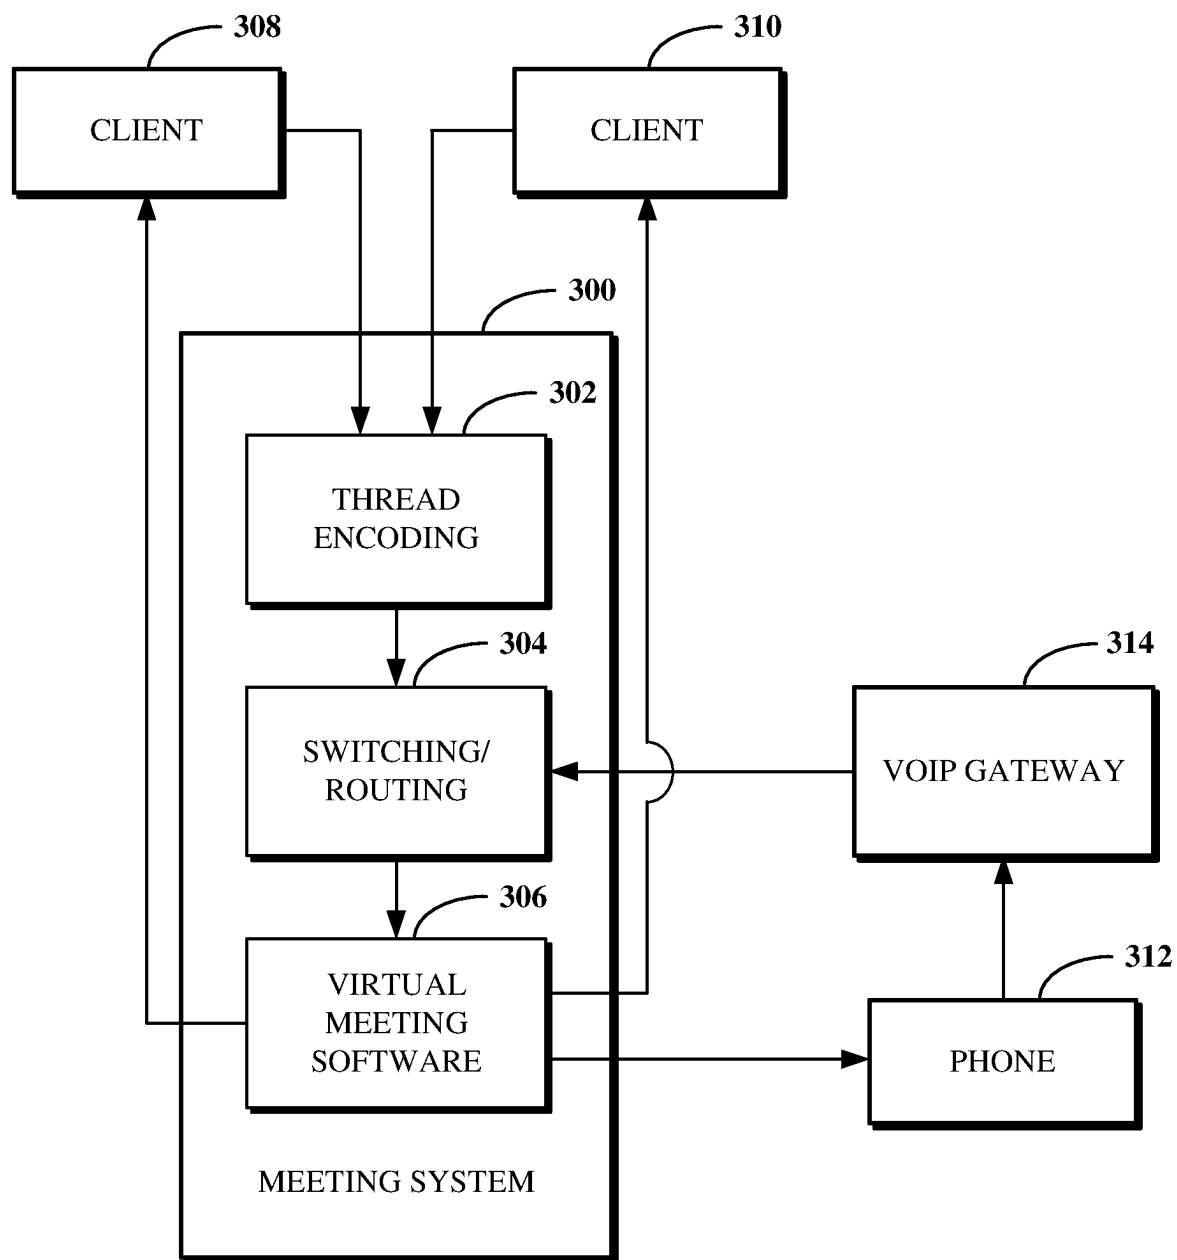 308
310
CLIENT
CLIENT
300
302
THREAD
ENCODING
304
314
SWITCHING/
ROUTING
VOIP GATEWAY
306
312
VIRTUAL
MEETING
SOFTWARE
PHONE
MEETING SYSTEM